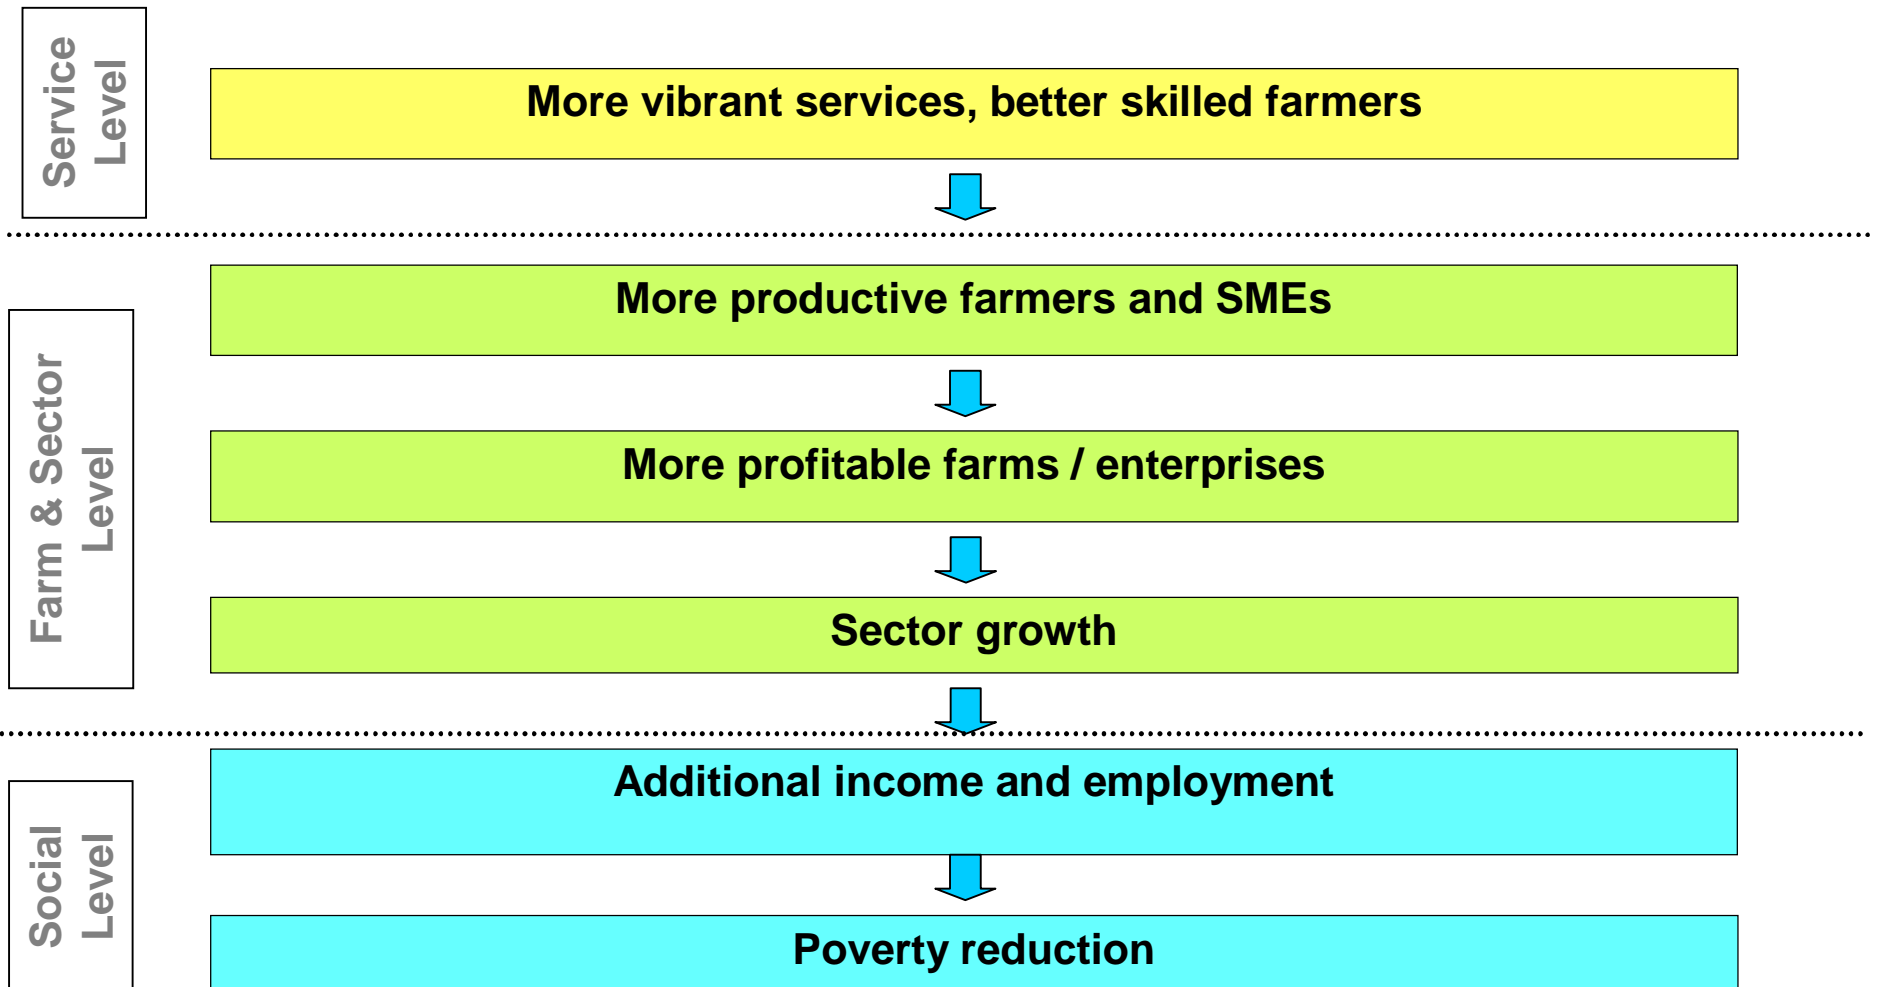 Service
Level
More vibrant services, better skilled farmers
Farm & Sector
Level
More productive farmers and SMEs
More profitable farms / enterprises
Sector growth
Social
Level
Additional income and employment
Poverty reduction